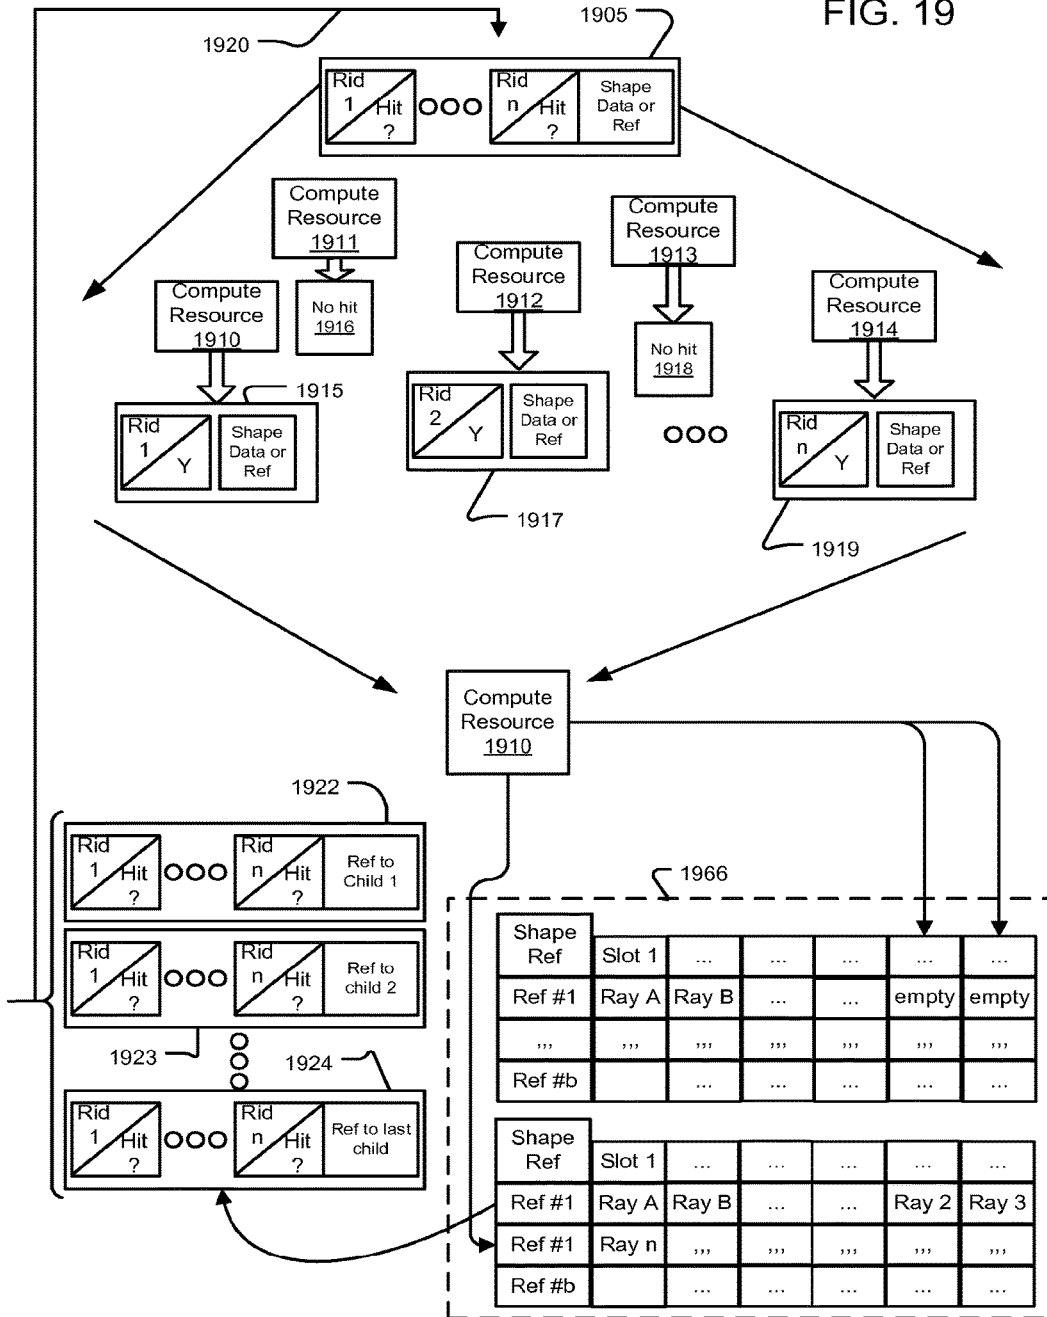 FIG. 19
1920
1905
Rid
1
Hit
?
Rid
n
Hit
?
Shape
Data or
Ref
Compute
Resource
1911
No hit
1916
Compute
Resource
1913
No hit
1918
Compute
Resource
1912
Compute
Resource
1910
Compute
Resource
1914
1915
Rid
1
Y
Shape
Data or
Ref
Rid
2
Y
Shape
Data or
Ref
1917
Rid
n
Y
Shape
Data or
Ref
1919
Compute
Resource
1910
1922
Rid
1
Hit
?
Rid
n
Hit
?
Ref to
Child 1
Rid
1
Hit
?
Rid
n
Hit
?
Ref to
child 2
1923
1924
Rid
1
Hit
?
Rid
n
Hit
?
Ref to last
child
1966
Shape
Ref
Slot 1 ... ... ... ... ...
Ref #1 Ray A Ray B ... ... empty empty
,,, ,,, ,,, ,,, ,,, ,,, ,,,
Ref #b ... ... ... ... ...
Shape
Ref
Slot 1 ... ... ... ... ...
Ref #1 Ray A Ray B ... ... Ray 2 Ray 3
Ref #1 Ray n ,,, ,,, ,,, ,,, ,,,
Ref #b ... ... ... ... ...